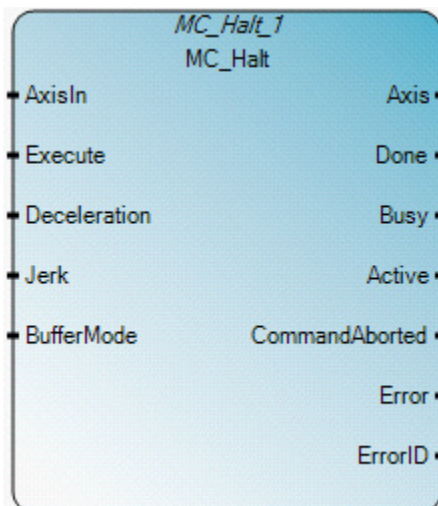 MC_Halt_1
MC_Halt
AxisIn Axis
Execute Done
Deceleration Busy
Jerk Active
BufferMode CommandAborted
Error
ErrorID